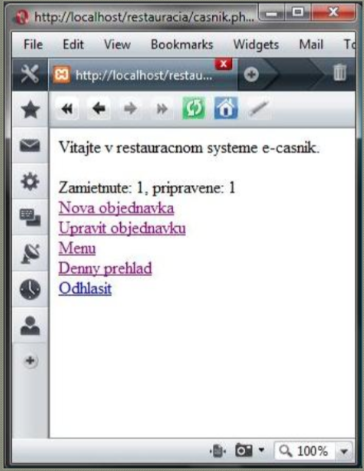 http://localhost/restauracia/casnik.ph...
File Edit View Bookmarks Widgets Mail
http://localhost/restau...
Vitajte v restauracnom systeme e-casnik.
Zamietnute: 1, pripravene: 1
Nova objednavka
Upravit objednavku
Menu
Denny prehlad
Odhlasit
100%